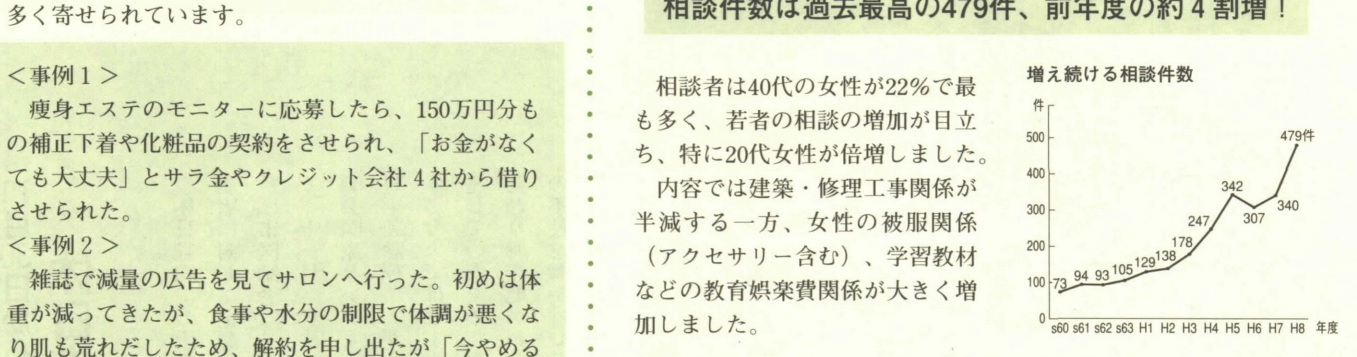 多く寄せられています。
＜事例１＞
痩身エステのモニターに応募したら、150万円分も
の補正下着や化粧品の契約をさせられ、「お金がなく
ても大丈夫」とサラ金やクレジット会社４社から借り
させられた。
＜事例２＞
雑誌で減量の広告を見てサロンへ行った。初めは体
重が減ってきたが、食事や水分の制限で体調が悪くな
り肌も荒れだしたため、解約を申し出たが「今やめる
相談件数は過去最高の479件、前年度の約４割増！
相談者は40代の女性が22％で最
も多く、若者の相談の増加が目立
ち、特に20代女性が倍増しました。
内容では建築・修理工事関係が
半減する一方、女性の被服関係
（アクセサリー含む）、学習教材
などの教育娯楽費関係が大きく増
加しました。
増え続ける相談件数
件
500
400
300
200
100
0
73 94 93 105 129 138 178 247 342 307 340 479件
s60 s61 s62 s63 H1 H2 H3 H4 H5 H6 H7 H8 年度